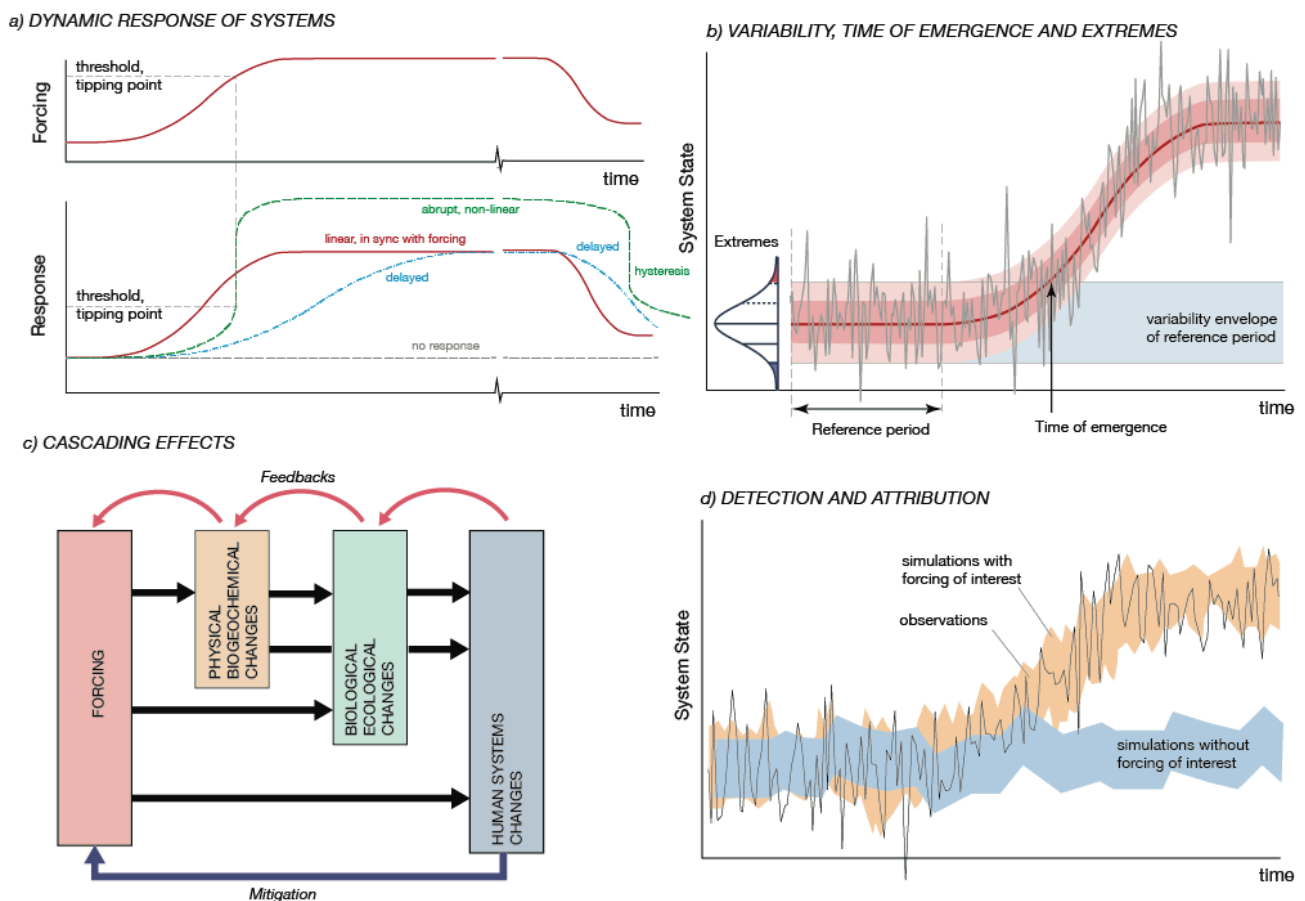 a) DYNAMIC RESPONSE OF SYSTEMS
Forcing
threshold,
tipping point
time
Response
abrupt, non-linear
linear, in sync with forcing
delayed
delayed
hysteresis
threshold,
tipping point
no response
time
b) VARIABILITY, TIME OF EMERGENCE AND EXTREMES
System State
Extremes
variability envelope
of reference period
time
Reference period
Time of emergence
c) CASCADING EFFECTS
Feedbacks
FORCING
PHYSICAL
BIOGEOCHEMICAL
CHANGES
BIOLOGICAL
ECOLOGICAL
CHANGES
HUMAN SYSTEMS
CHANGES
Mitigation
d) DETECTION AND ATTRIBUTION
System State
simulations with
forcing of interest
observations
simulations without
forcing of interest
time